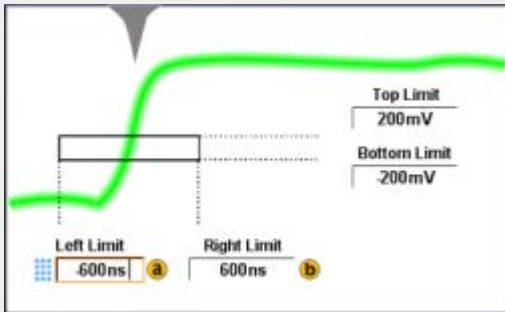 Top Limit
200mV
Bottom Limit
-200mV
Left Limit
-600ns
a
Right Limit
600ns
b